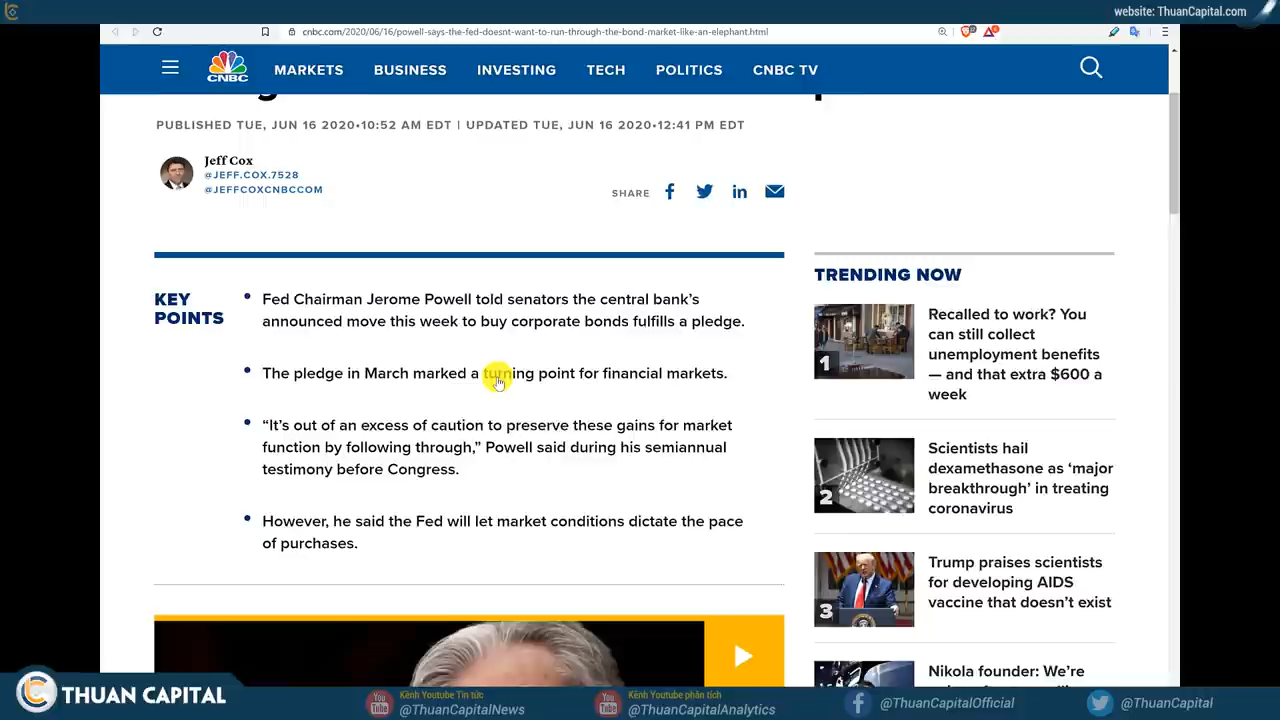 website: ThuanCapital.com
cnbc.com/2020/06/16/powell-says-the-fed-doesnt-want-to-run-through-the-bond-market-like-an-elephant.html
CNBC
MARKETS BUSINESS INVESTING TECH POLITICS CNBC TV
PUBLISHED TUE, JUN 16 2020•10:52 AM EDT | UPDATED TUE, JUN 16 2020•12:41 PM EDT
Jeff Cox
@JEFF.COX.7528
@JEFFCOXCNBCCOM
SHARE
KEY
POINTS
Fed Chairman Jerome Powell told senators the central bank’s
announced move this week to buy corporate bonds fulfills a pledge.
The pledge in March marked a turning point for financial markets.
“It’s out of an excess of caution to preserve these gains for market
function by following through,” Powell said during his semiannual
testimony before Congress.
However, he said the Fed will let market conditions dictate the pace
of purchases.
TRENDING NOW
1
Recalled to work? You
can still collect
unemployment benefits
— and that extra $600 a
week
2
Scientists hail
dexamethasone as ‘major
breakthrough’ in treating
coronavirus
3
Trump praises scientists
for developing AIDS
vaccine that doesn’t exist
Nikola founder: We’re
THUAN CAPITAL
You Tube
Kênh Youtube Tin tức
@ThuanCapitalNews
You Tube
Kênh Youtube phân tích
@ThuanCapitalAnalytics
@ThuanCapitalOfficial
@ThuanCapital